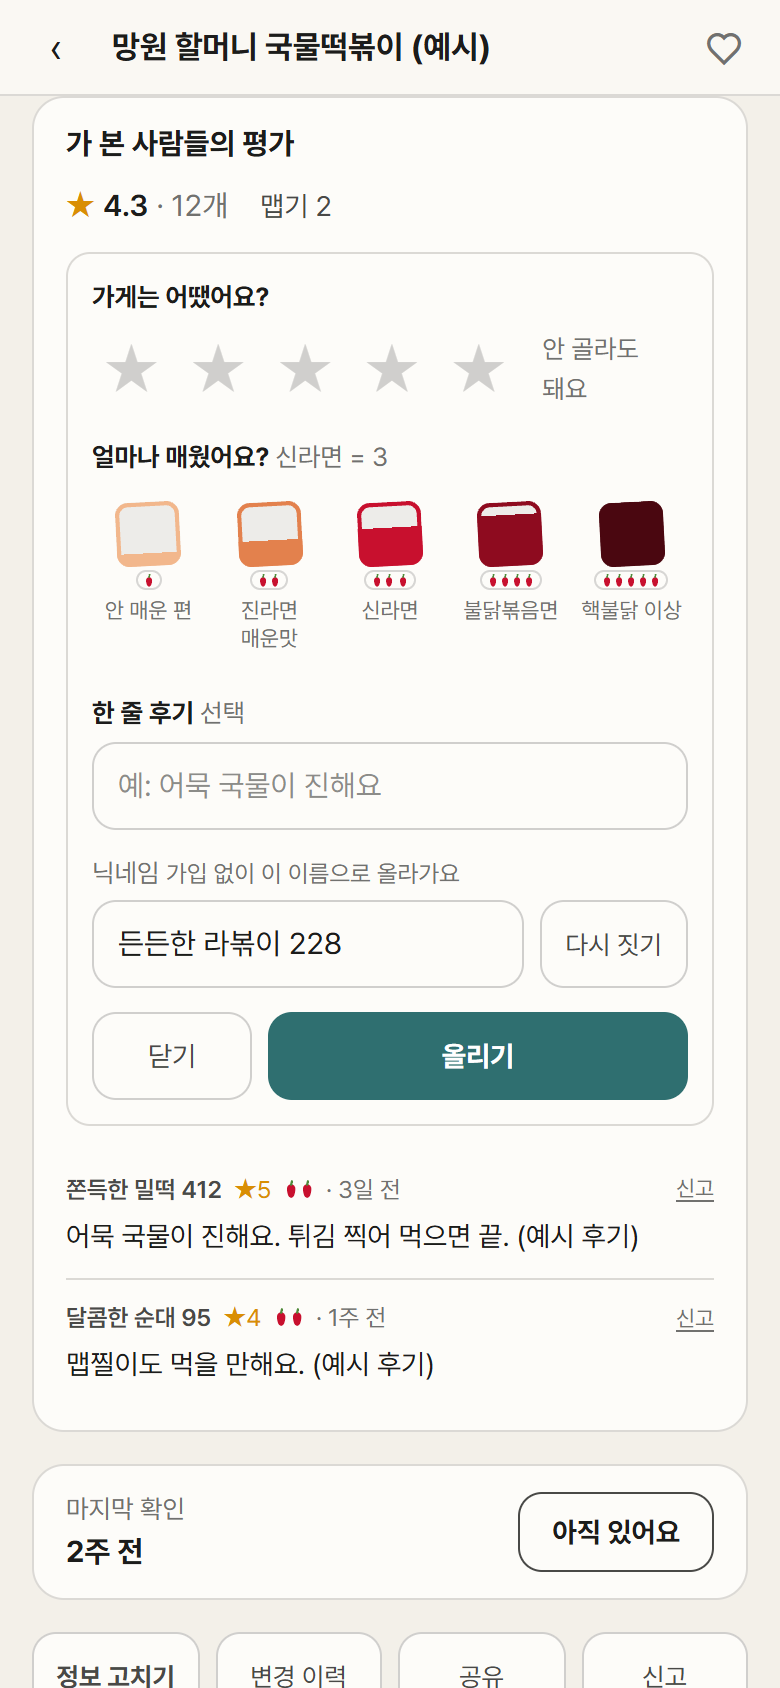 ‹ 망원 할머니 국물떡볶이 (예시)
가 본 사람들의 평가
★ 4.3 · 12개 맵기 2
가게는 어땠어요?
안 골라도
돼요
얼마나 매웠어요? 신라면 = 3
안 매운 편
진라면
매운맛
신라면
불닭볶음면
핵불닭 이상
한 줄 후기 선택
예: 어묵 국물이 진해요
닉네임 가입 없이 이 이름으로 올라가요
든든한 라볶이 228
다시 짓기
닫기
올리기
쫀득한 밀떡 412 ★5 · 3일 전 신고
어묵 국물이 진해요. 튀김 찍어 먹으면 끝. (예시 후기)
달콤한 순대 95 ★4 · 1주 전 신고
맵찔이도 먹을 만해요. (예시 후기)
마지막 확인
2주 전
아직 있어요
정보 고치기
변경 이력
공유
신고